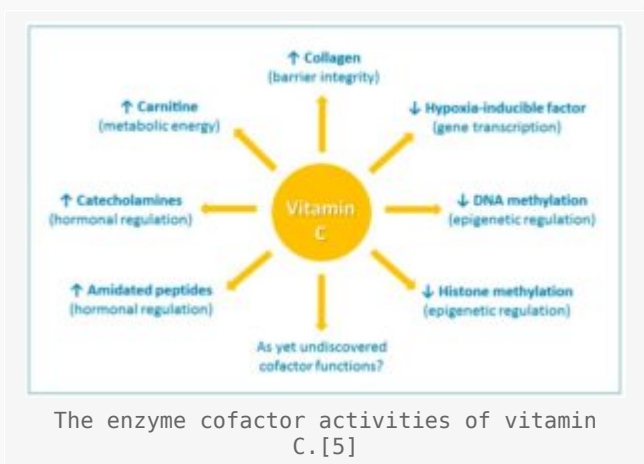 ↑ Collagen
(barrier integrity)
↑ Carnitine
(metabolic energy)
↓ Hypoxia-inducible factor
(gene transcription)
↑ Catecholamines
(hormonal regulation)
Vitamin
C
↓ DNA methylation
(epigenetic regulation)
↑ Amidated peptides
(hormonal regulation)
↓ Histone methylation
(epigenetic regulation)
As yet undiscovered
cofactor functions?
The enzyme cofactor activities of vitamin
C.[5]